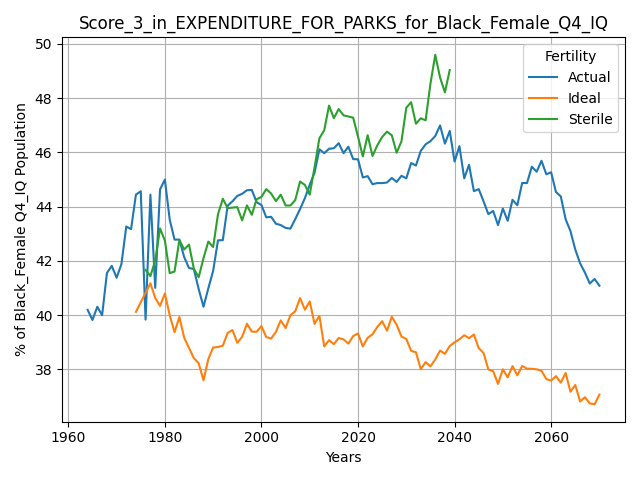 Score_3_in_EXPENDITURE_FOR_PARKS_for_Black_Female_Q4_IQ
% of Black_Female Q4_IQ Population
50
48
46
44
42
40
38
Fertility
Actual
Ideal
Sterile
1960
1980
2000
2020
2040
2060
Years